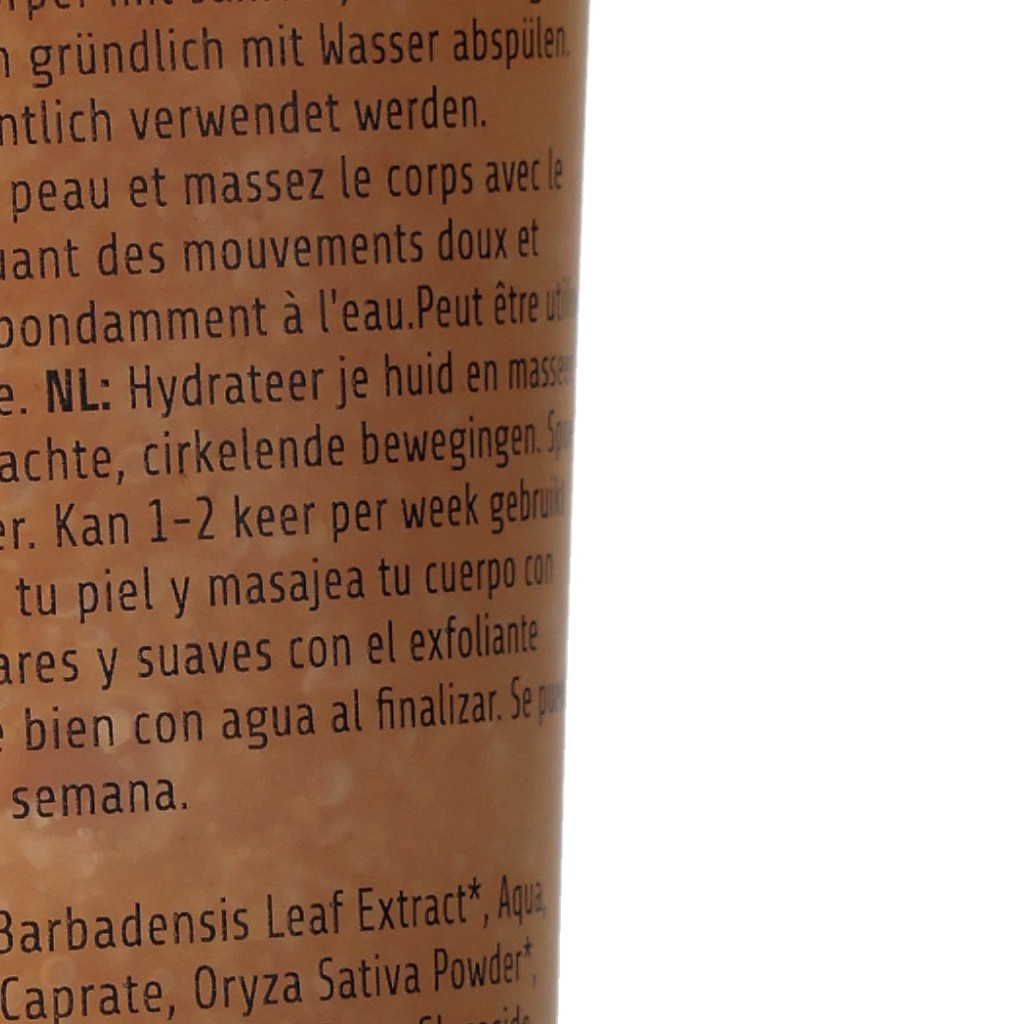 gründlich mit Wasser abspülen.
ntlich verwendet werden.
peau et massez le corps avec le
uant des mouvements doux et
bondamment à l'eau.Peut être
e. NL: Hydrateer je huid en
achte, cirkelende bewegingen.
er. Kan 1-2 keer per week gebruikt
tu piel y masajea tu cuerpo con
ares y suaves con el exfoliante
e bien con agua al finalizar. Se
semana.
Barbadensis Leaf Extract*, Aqua,
Caprate, Oryza Sativa Powder*,